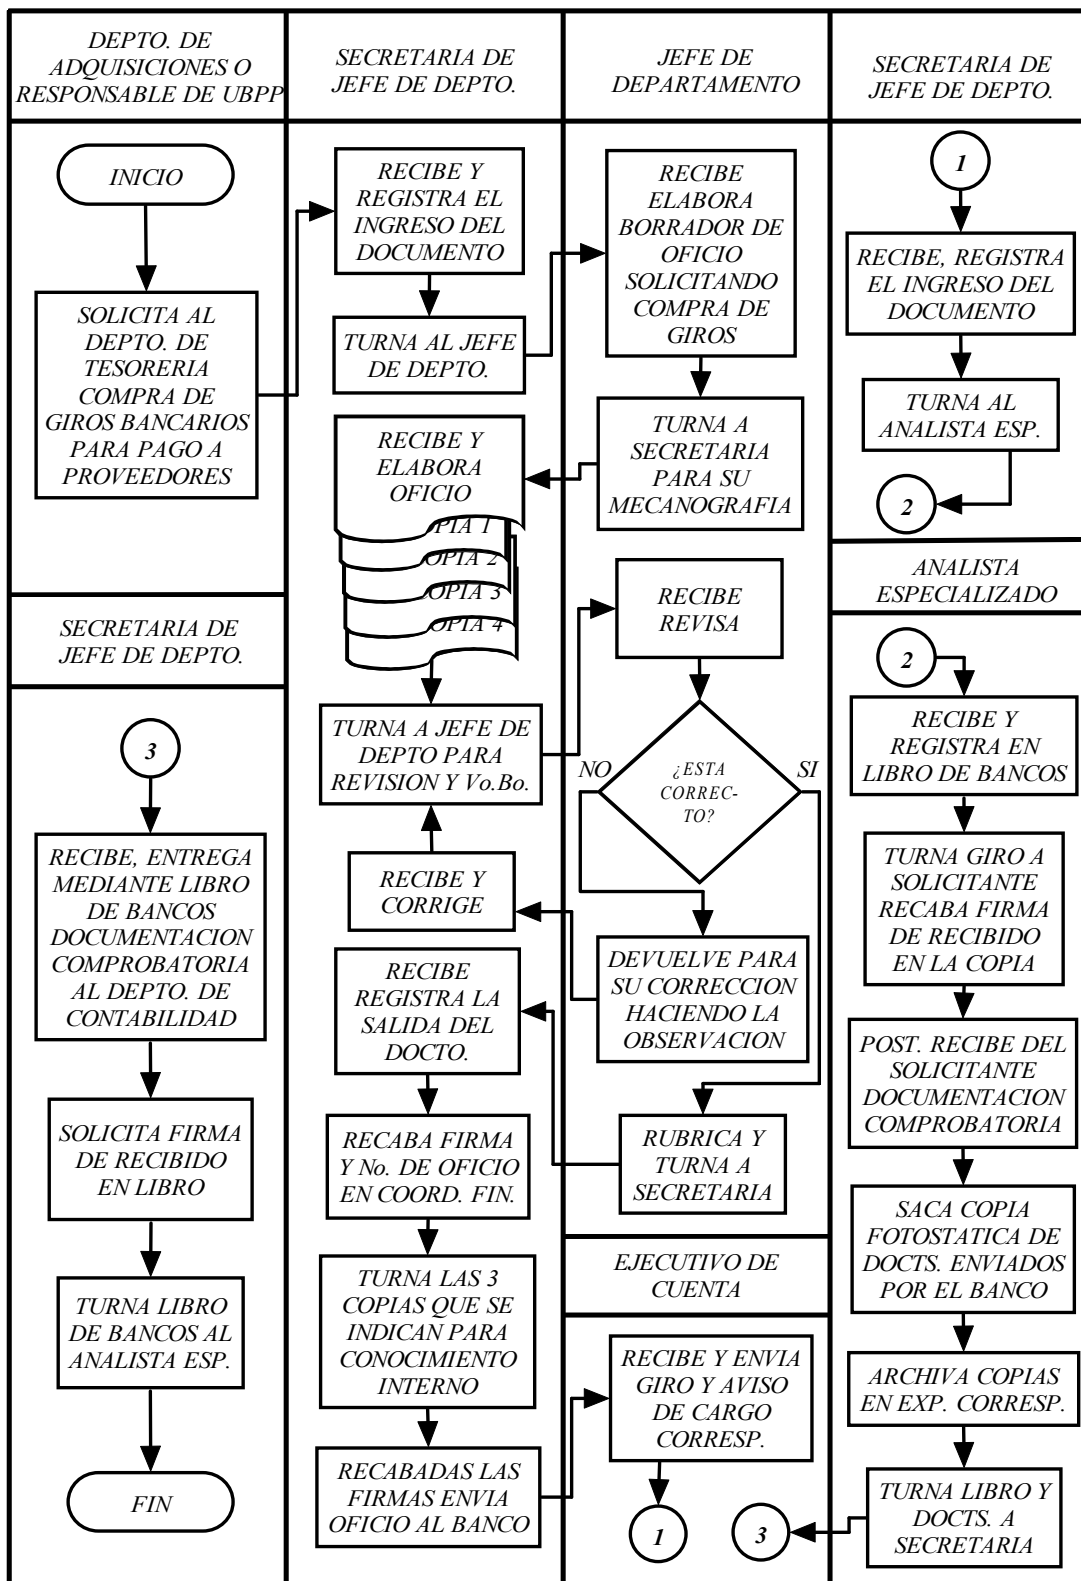 DEPTO. DE
ADQUISICIONES O
RESPONSABLE DE UBPP
INICIO
SOLICITA AL
DEPTO. DE
TESORERIA
COMPRA DE
GIROS BANCARIOS
PARA PAGO A
PROVEEDORES
SECRETARIA DE
JEFE DE DEPTO.
3
RECIBE, ENTREGA
MEDIANTE LIBRO
DE BANCOS
DOCUMENTACION
COMPROBATORIA
AL DEPTO. DE
CONTABILIDAD
SOLICITA FIRMA
DE RECIBIDO
EN LIBRO
TURNA LIBRO
DE BANCOS AL
ANALISTA ESP.
FIN
SECRETARIA DE
JEFE DE DEPTO.
RECIBE Y
REGISTRA EL
INGRESO DEL
DOCUMENTO
TURNA AL JEFE
DE DEPTO.
RECIBE Y
ELABORA
OFICIO
OPIA 1
OPIA 2
OPIA 3
OPIA 4
TURNA A JEFE DE
DEPTO PARA
REVISION Y Vo.Bo.
RECIBE Y
CORRIGE
RECIBE
REGISTRA LA
SALIDA DEL
DOCTO.
RECABA FIRMA
Y No. DE OFICIO
EN COORD. FIN.
TURNA LAS 3
COPIAS QUE SE
INDICAN PARA
CONOCIMIENTO
INTERNO
RECABADAS LAS
FIRMAS ENVIA
OFICIO AL BANCO
JEFE DE
DEPARTAMENTO
RECIBE
ELABORA
BORRADOR DE
OFICIO
SOLICITANDO
COMPRA DE
GIROS
TURNA A
SECRETARIA
PARA SU
MECANOGRAFIA
RECIBE
REVISA
NO
¿ESTA
CORREC-
TO?
SI
DEVUELVE PARA
SU CORRECCION
HACIENDO LA
OBSERVACION
RUBRICA Y
TURNA A
SECRETARIA
EJECUTIVO DE
CUENTA
RECIBE Y ENVIA
GIRO Y AVISO
DE CARGO
CORRESP.
1
3
SECRETARIA DE
JEFE DE DEPTO.
1
RECIBE, REGISTRA
EL INGRESO DEL
DOCUMENTO
TURNA AL
ANALISTA ESP.
2
ANALISTA
ESPECIALIZADO
2
RECIBE Y
REGISTRA EN
LIBRO DE BANCOS
TURNA GIRO A
SOLICITANTE
RECABA FIRMA
DE RECIBIDO
EN LA COPIA
POST. RECIBE DEL
SOLICITANTE
DOCUMENTACION
COMPROBATORIA
SACA COPIA
FOTOSTATICA DE
DOCTS. ENVIADOS
POR EL BANCO
ARCHIVA COPIAS
EN EXP. CORRESP.
TURNA LIBRO Y
DOCTS. A
SECRETARIA